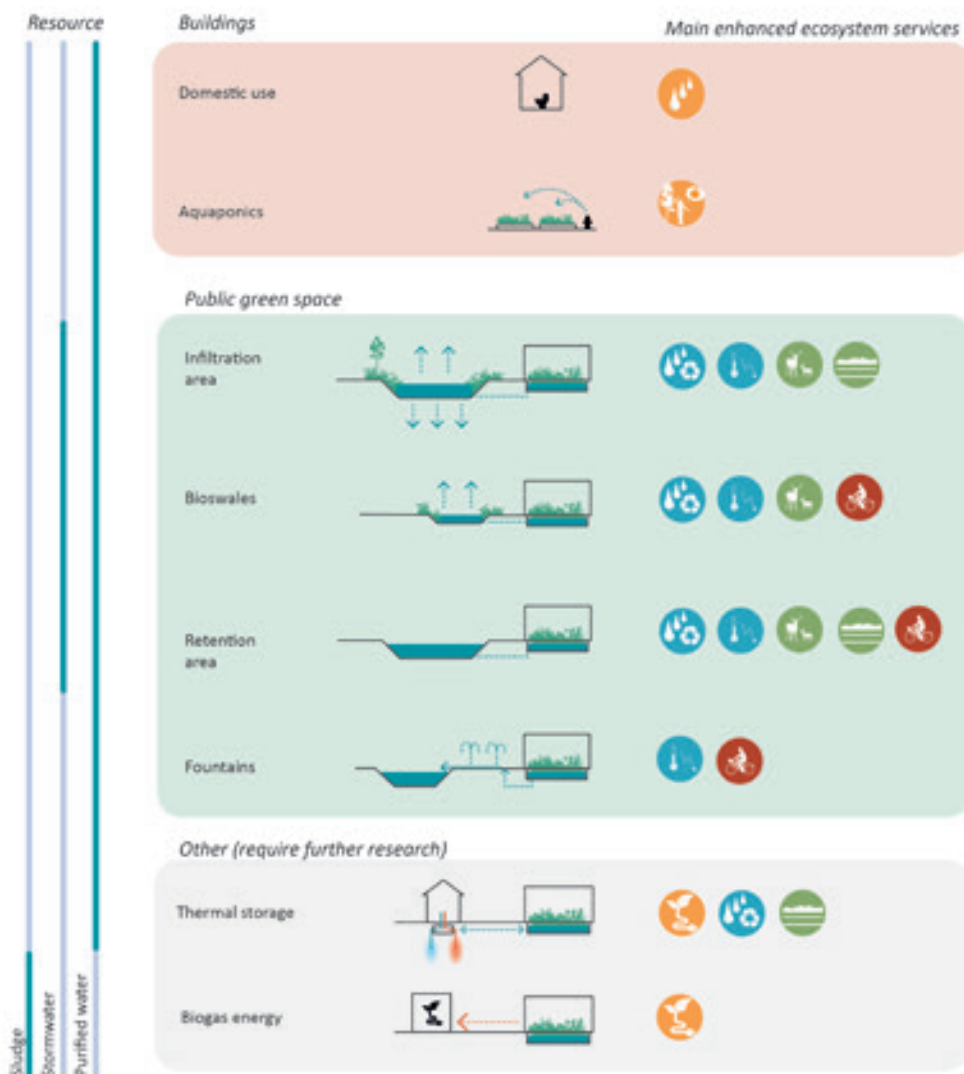 Resource
Buildings
Main enhanced ecosystem services
Domestic use
Aquaponics
Public green space
Infiltration
area
Bioswales
Retention
area
Fountains
Other (require further research)
Thermal storage
Biogas energy
Sludge
Stormwater
Purified water